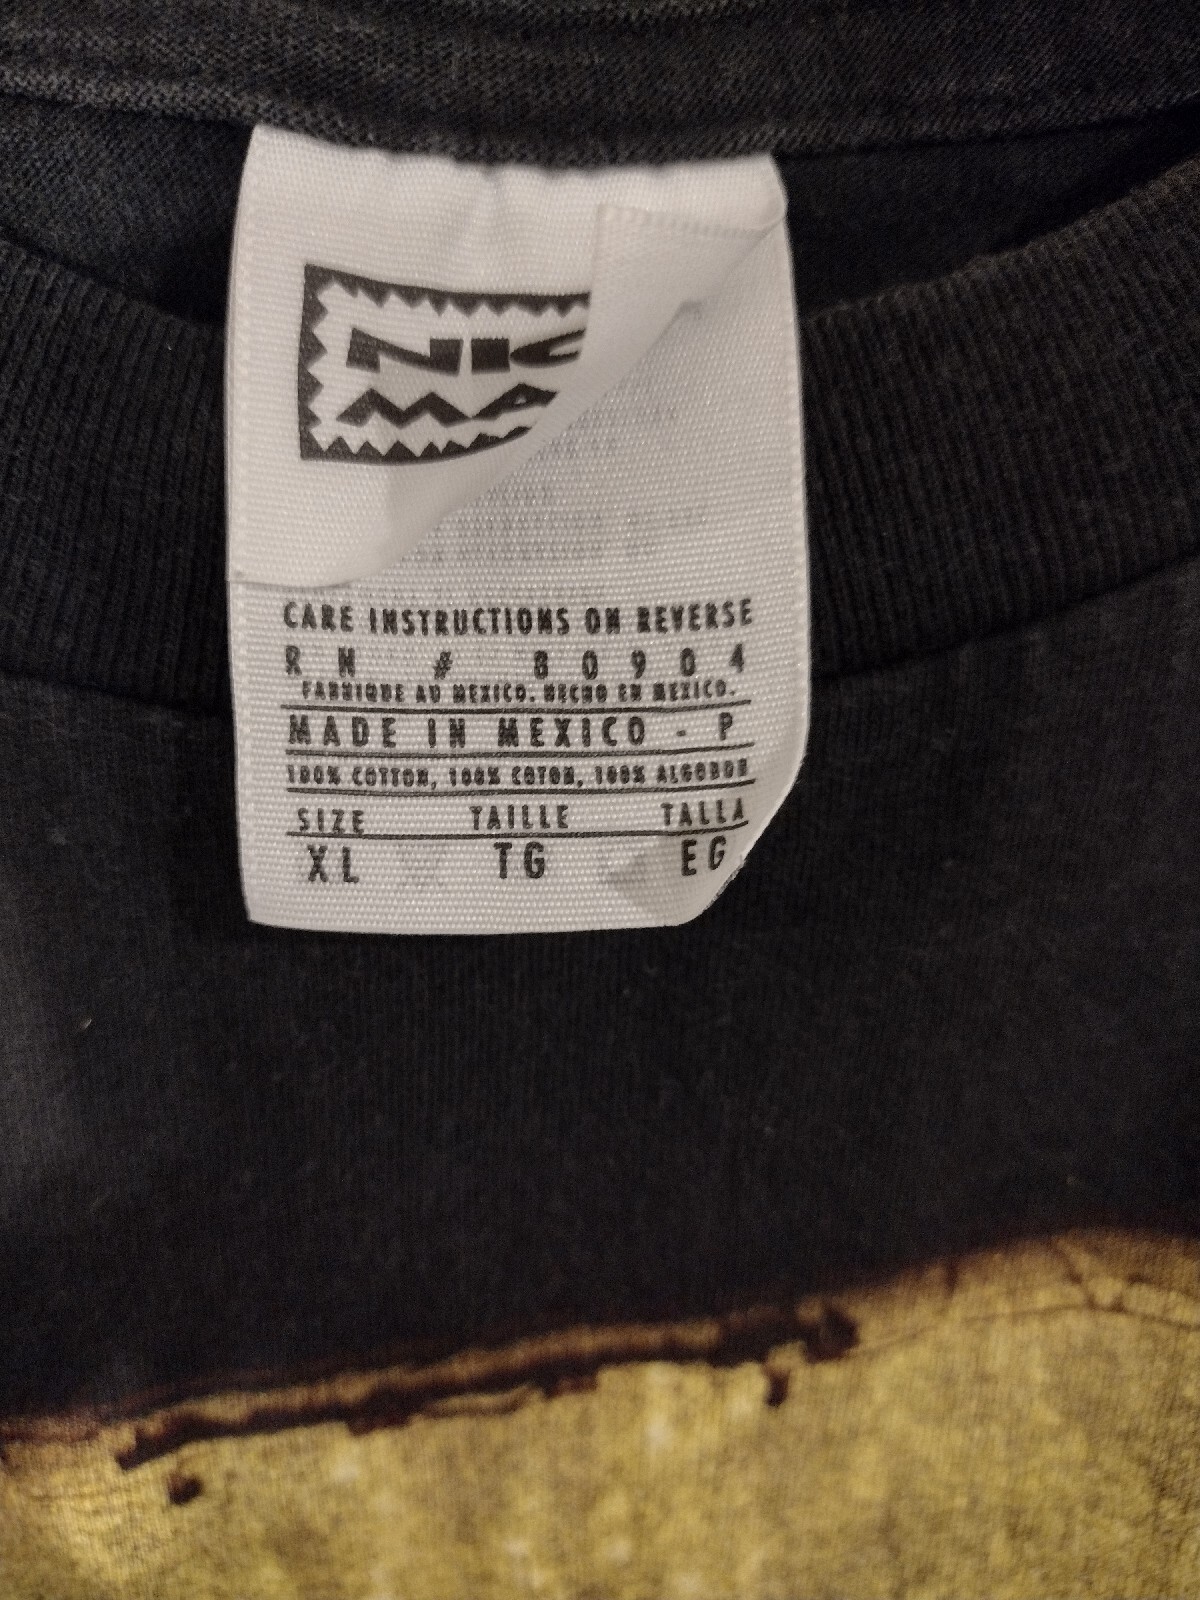 NIC
MA
CARE INSTRUCTIONS ON REVERSE
RN # 80904
FABRIQUE AU MEXICO. HECHO EN MEXICO.
MADE IN MEXICO - P
100% COTTON, 100% COTON, 100% ALGODON
SIZE TAILLE TALLA
XL TG EG